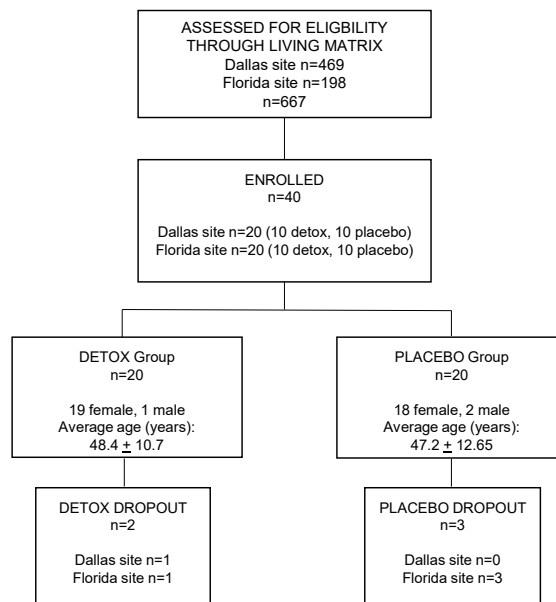 ASSESSED FOR ELIGBILITY
THROUGH LIVING MATRIX
Dallas site n=469
Florida site n=198
n=667
ENROLLED
n=40
Dallas site n=20 (10 detox, 10 placebo)
Florida site n=20 (10 detox, 10 placebo)
DETOX Group
n=20
19 female, 1 male
Average age (years):
48.4 ± 10.7
PLACEBO Group
n=20
18 female, 2 male
Average age (years):
47.2 ± 12.65
DETOX DROPOUT
n=2
Dallas site n=1
Florida site n=1
PLACEBO DROPOUT
n=3
Dallas site n=0
Florida site n=3